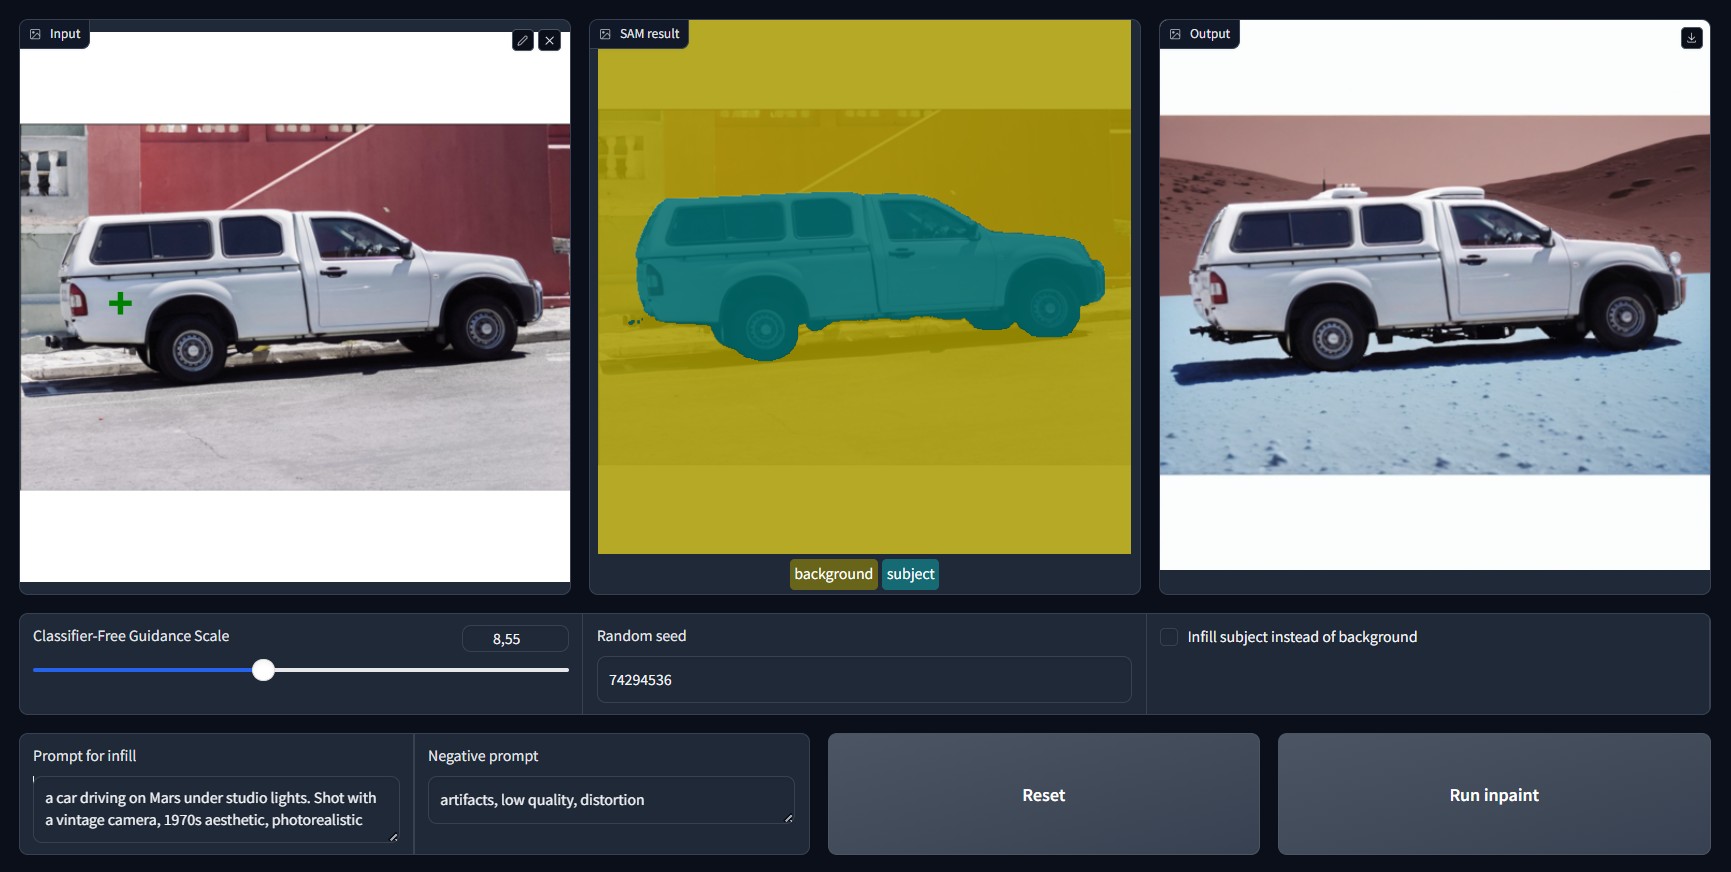 Input
SAM result
Output
background subject
Classifier-Free Guidance Scale
8,55
Random seed
74294536
Infill subject instead of background
Prompt for infill
a car driving on Mars under studio lights. Shot with
a vintage camera, 1970s aesthetic, photorealistic
Negative prompt
artifacts, low quality, distortion
Reset
Run inpaint